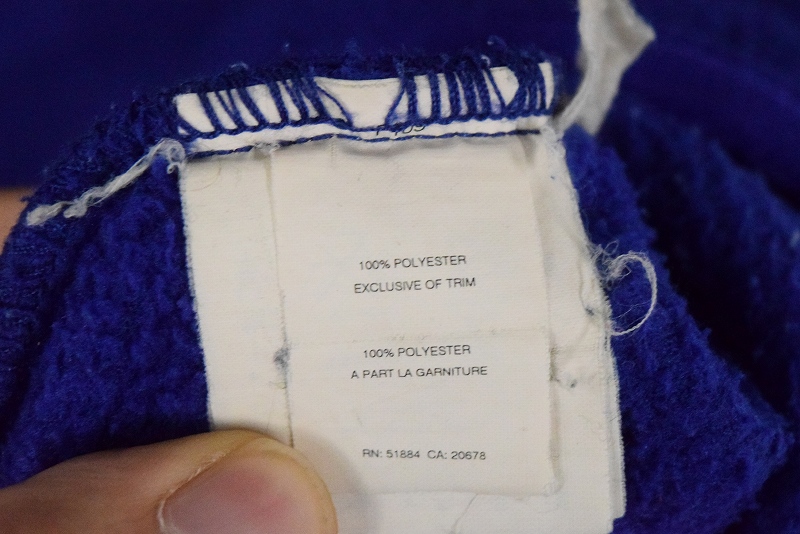 100% POLYESTER
EXCLUSIVE OF TRIM
100% POLYESTER
A PART LA GARNITURE
RN: 51884 CA: 20678